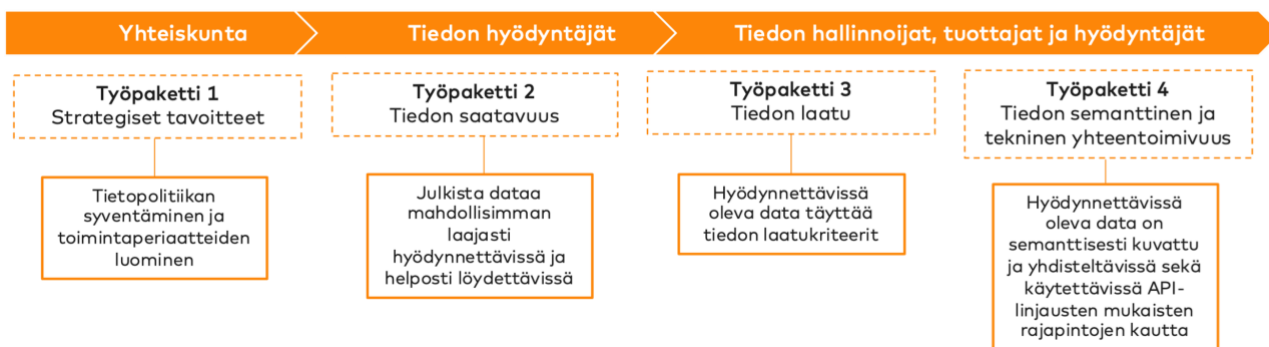 Yhteiskunta
Tiedon hyödyntäjät
Tiedon hallinnoijat, tuottajat ja hyödyntäjät
Työpaketti 1
Strategiset tavoitteet
Tietopolitiikan
syventäminen ja
toimintaperiaatteiden
luominen
Työpaketti 2
Tiedon saatavuus
Julkista dataa
mahdollisimman
laajasti
hyödynnettävissä ja
helposti löydettävissä
Työpaketti 3
Tiedon laatu
Hyödynnettävissä
oleva data täyttää
tiedon laatukriteerit
Työpaketti 4
Tiedon semanttinen ja
tekninen yhteentoimivuus
Hyödynnettävissä
oleva data on
semanttisesti kuvattu
ja yhdisteltävissä sekä
käytettävissä API-
linjausten mukaisten
rajapintojen kautta